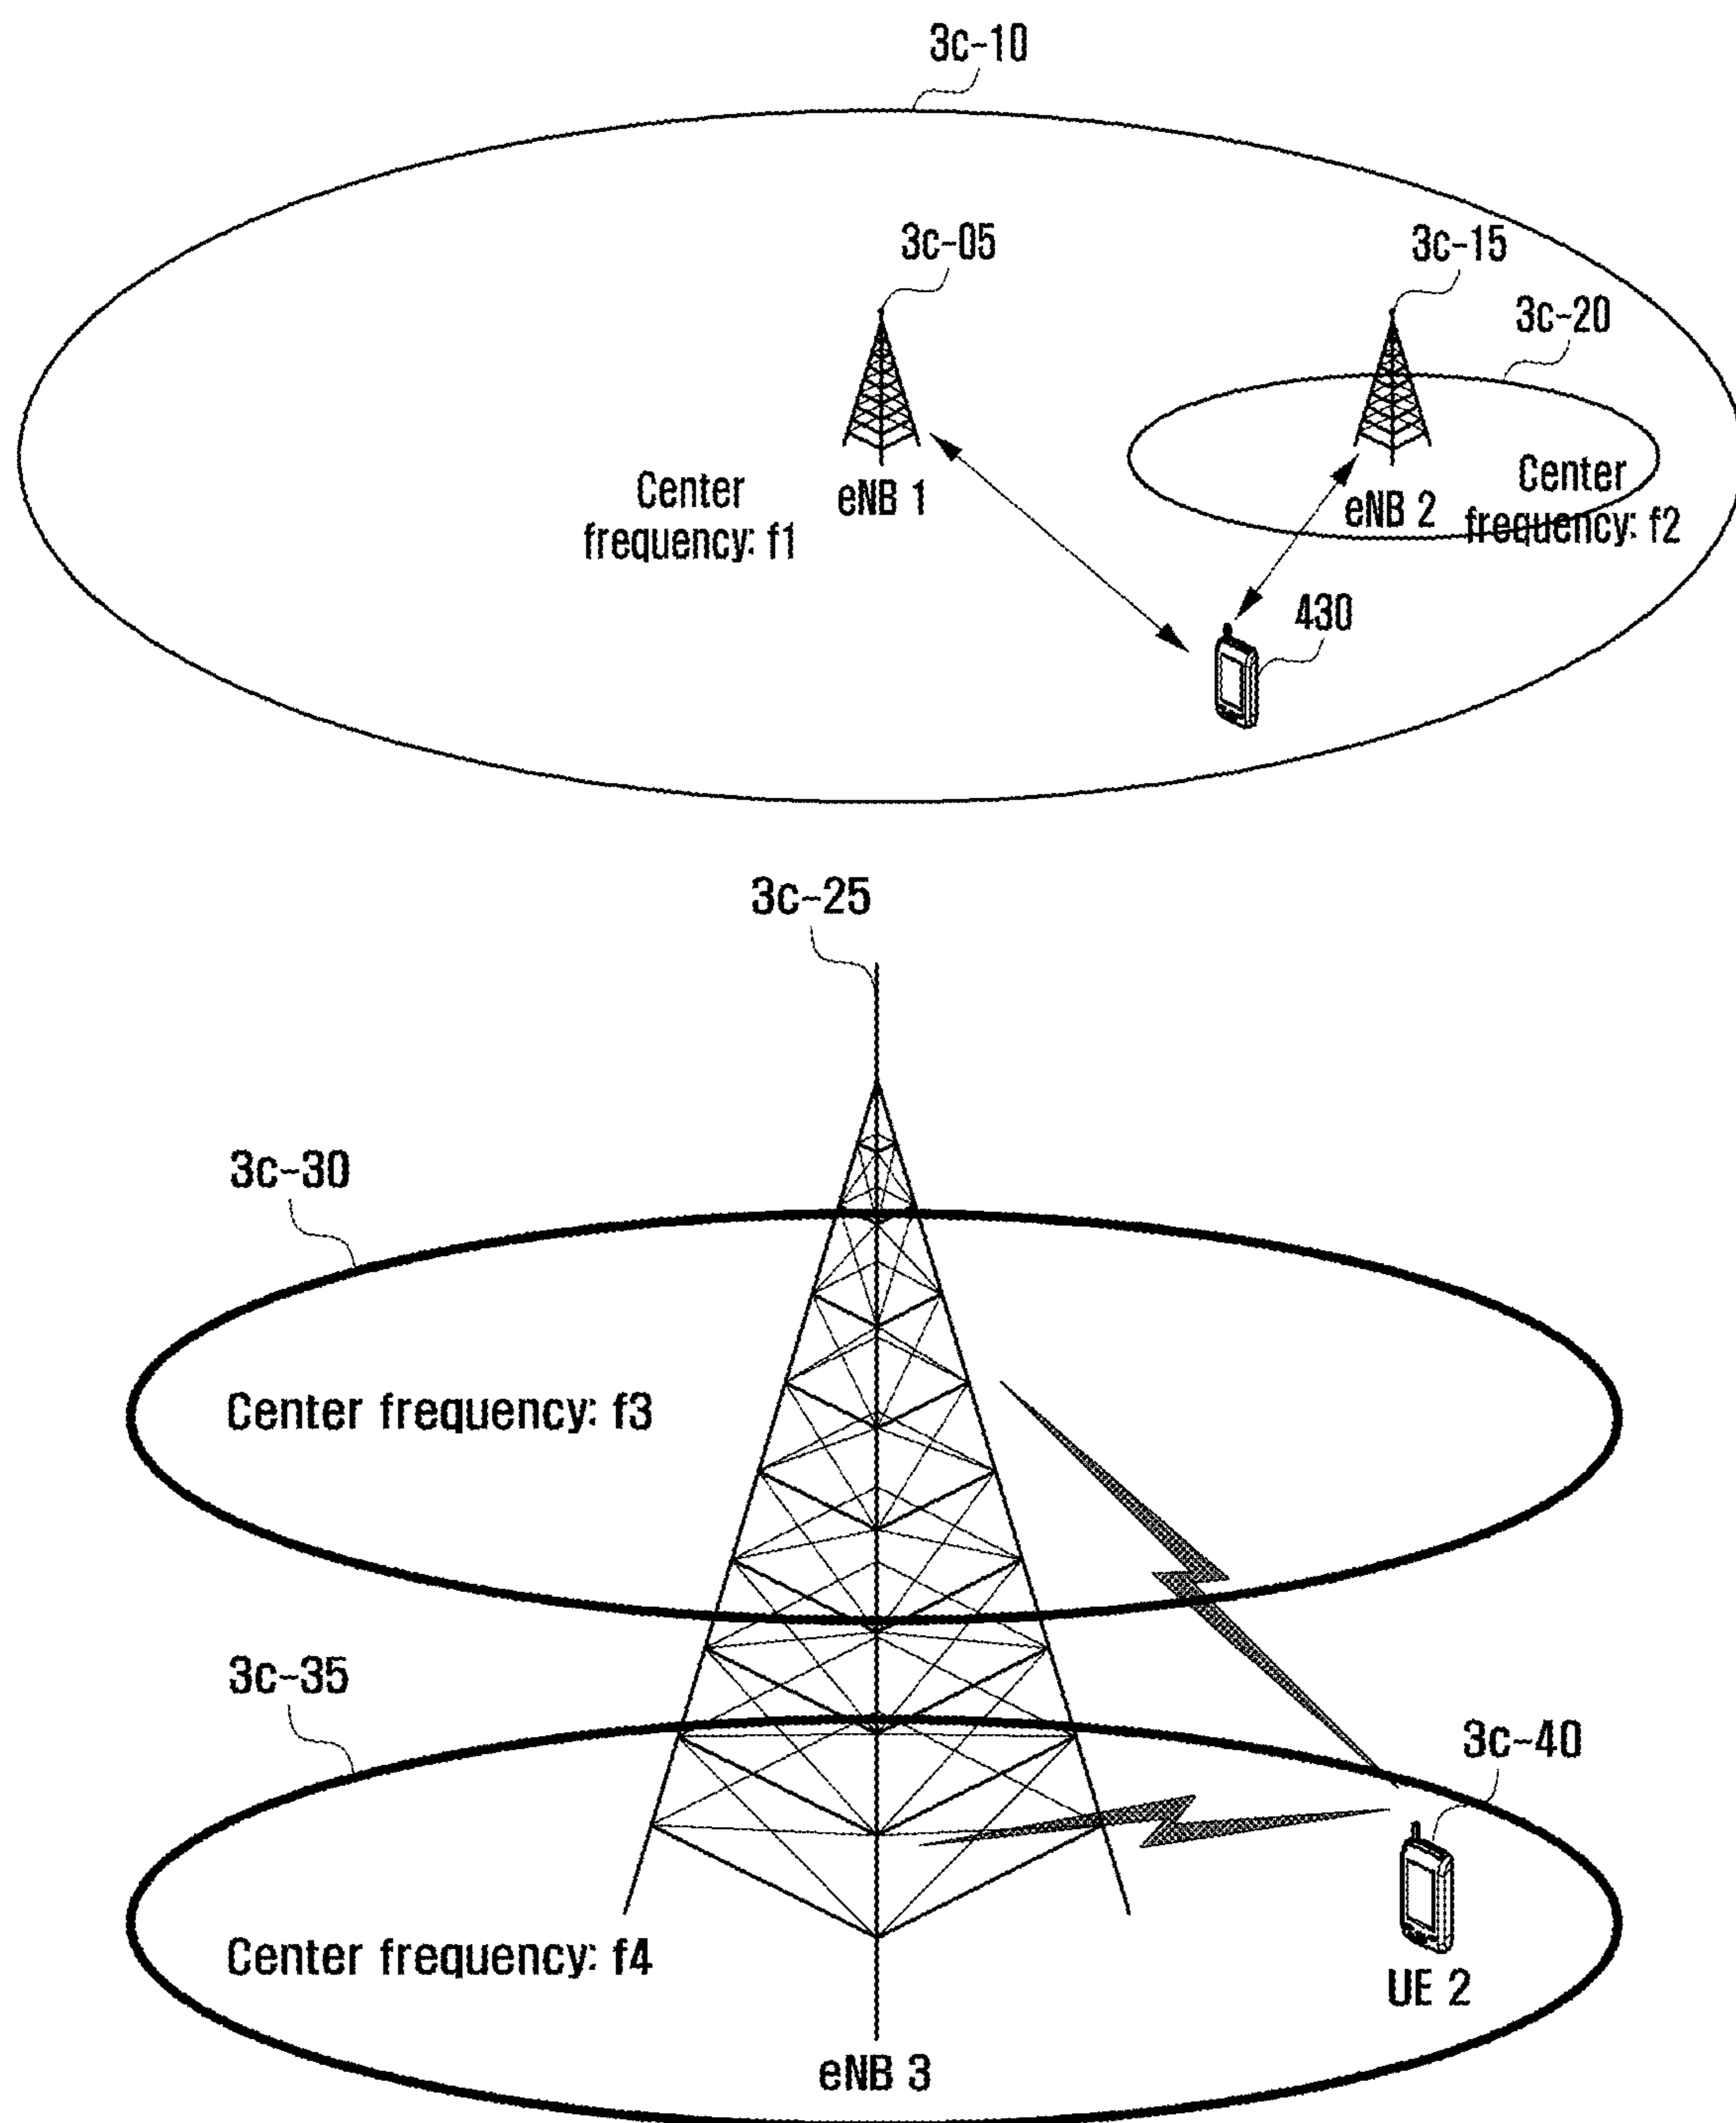 3c-10
3c-05
3c-15
3c-20
Center
frequency: f1
eNB 1
eNB 2
Center
frequency: f2
430
3c-25
3c-30
Center frequency: f3
3c-35
3c-40
Center frequency: f4
UE 2
eNB 3